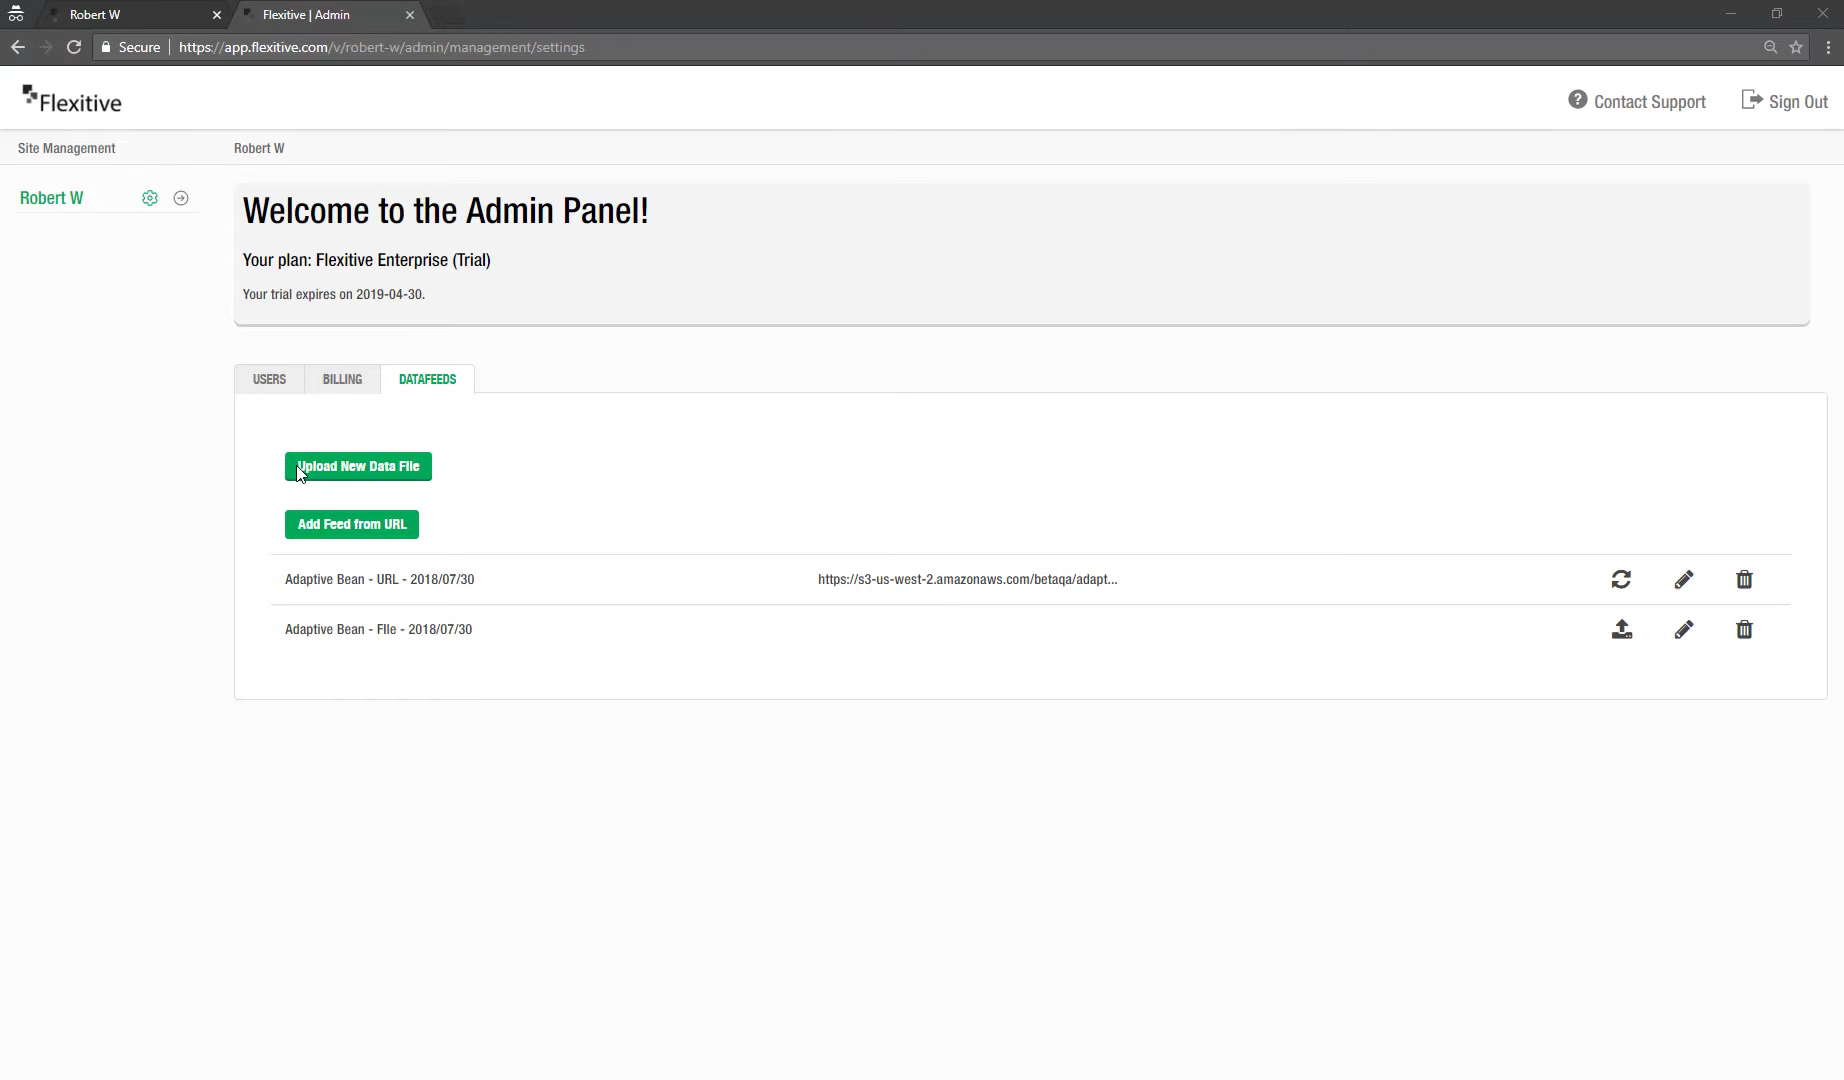 Robert W
Flexitive | Admin
Secure | https://app.flexitive.com/v/robert-w/admin/management/settings
Flexitive
Contact Support
Sign Out
Site Management
Robert W
Robert W
Welcome to the Admin Panel!
Your plan: Flexitive Enterprise (Trial)
Your trial expires on 2019-04-30.
USERS
BILLING
DATAFEEDS
Upload New Data File
Add Feed from URL
Adaptive Bean - URL - 2018/07/30
https://s3-us-west-2.amazonaws.com/betaqa/adapt...
Adaptive Bean - File - 2018/07/30